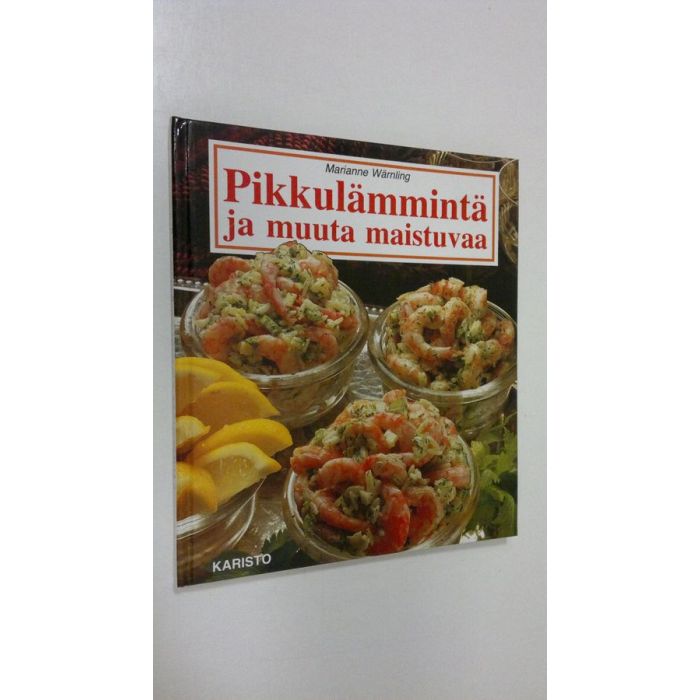 Marianne Wärnling
Pikkulämmintä
ja muuta maistuvaa
KARISTO